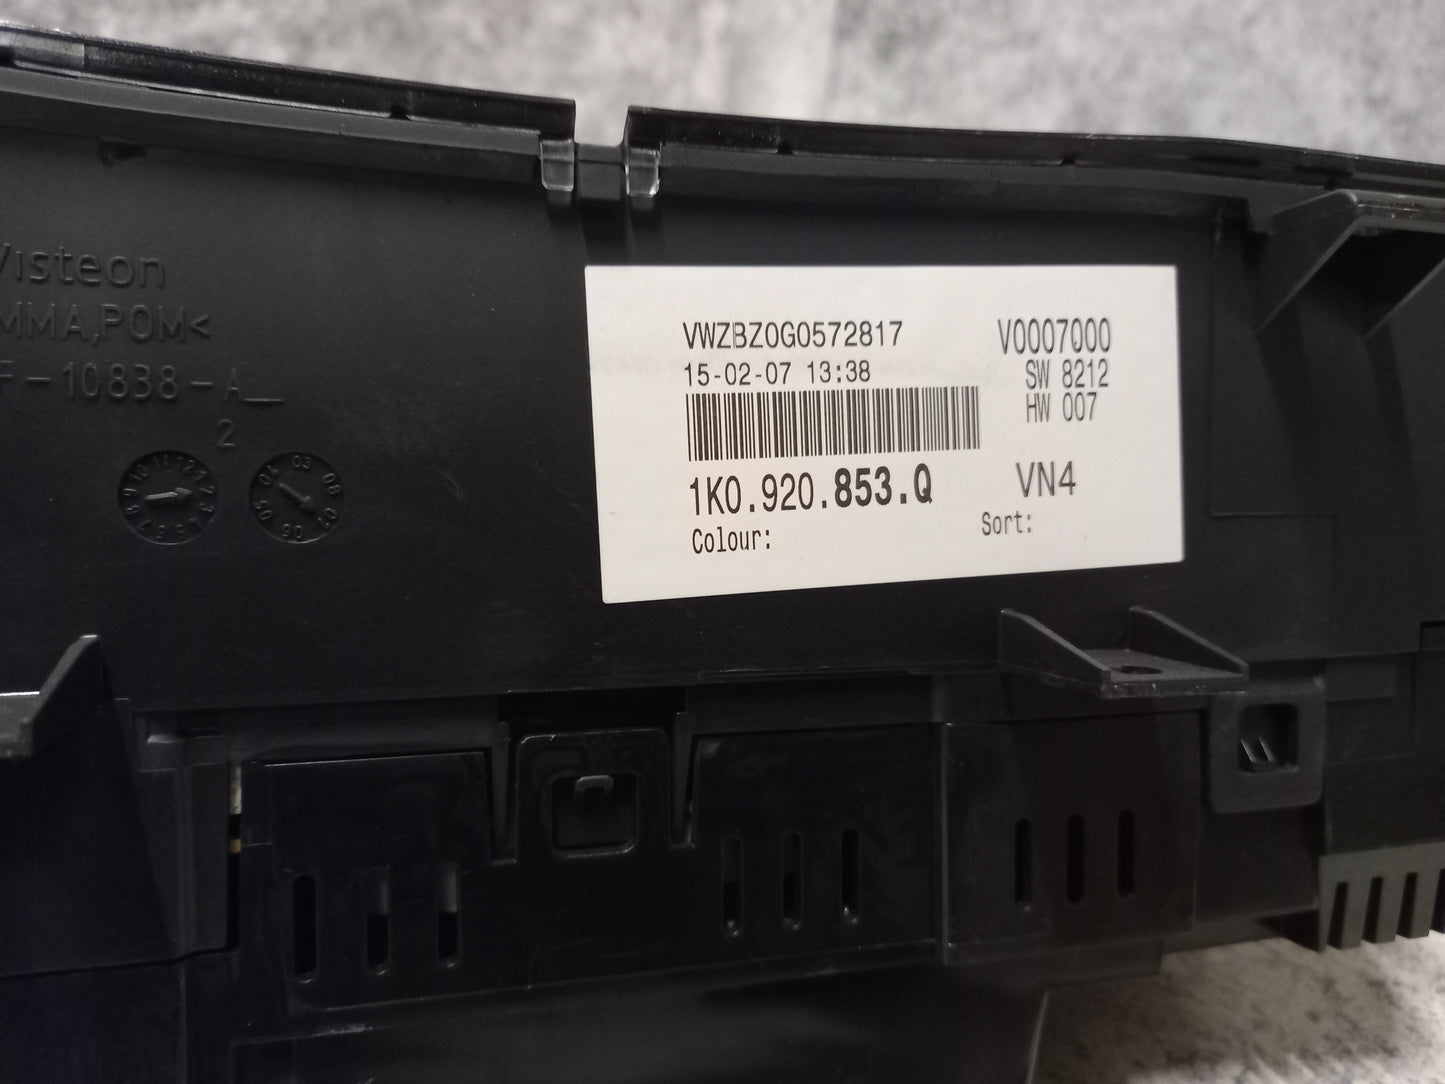 Visteon
MMA,POM<
F-10838-A__
2
VWZBZ0G0572817
15-02-07 13:38
V0007000
SW 8212
HW 007
1K0.920.853.Q
VN4
Colour:
Sort: